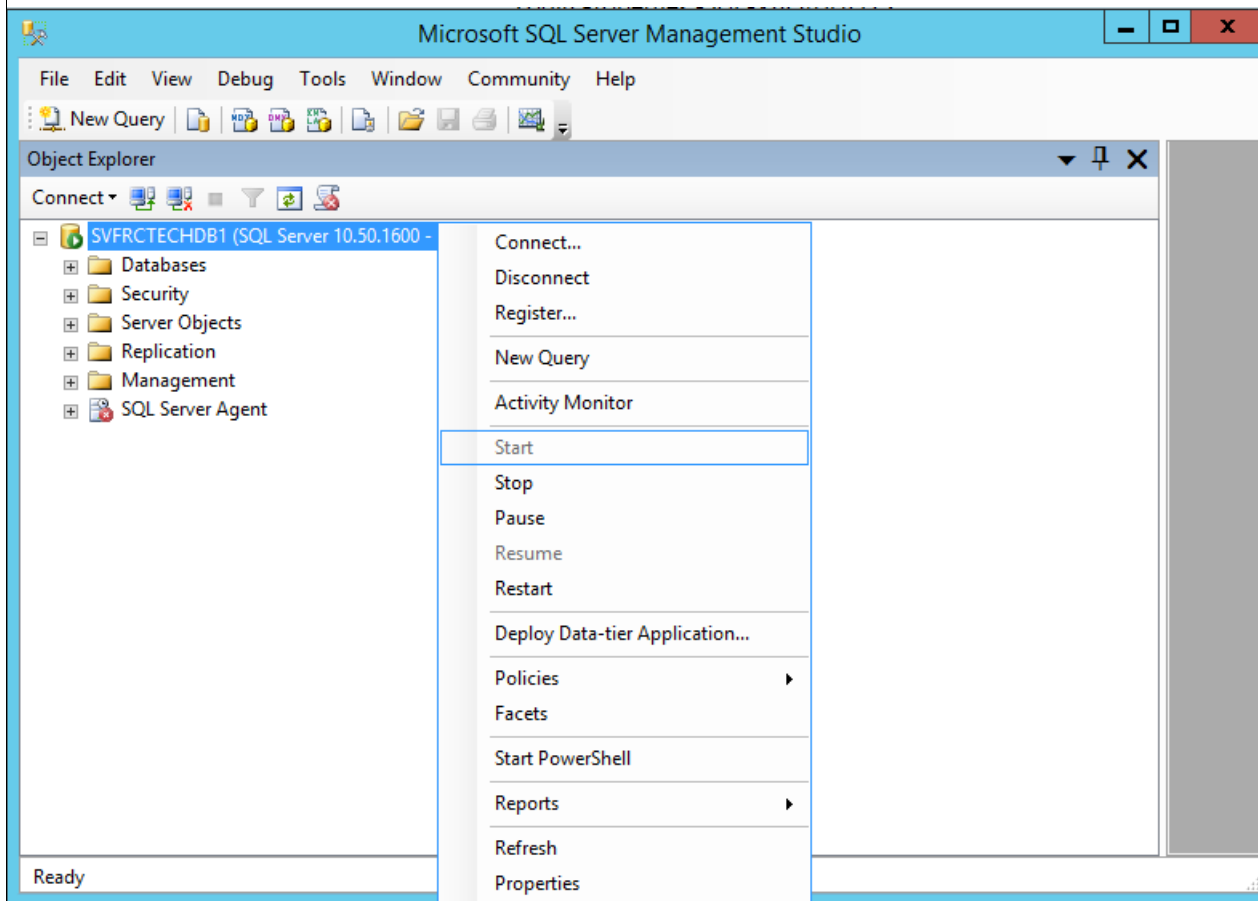 Microsoft SQL Server Management Studio
File Edit View Debug Tools Window Community Help
New Query
Object Explorer
Connect
SVFRCTECHDB1 (SQL Server 10.50.1600 -
Databases
Security
Server Objects
Replication
Management
SQL Server Agent
Connect...
Disconnect
Register...
New Query
Activity Monitor
Start
Stop
Pause
Resume
Restart
Deploy Data-tier Application...
Policies
Facets
Start PowerShell
Reports
Refresh
Properties
Ready